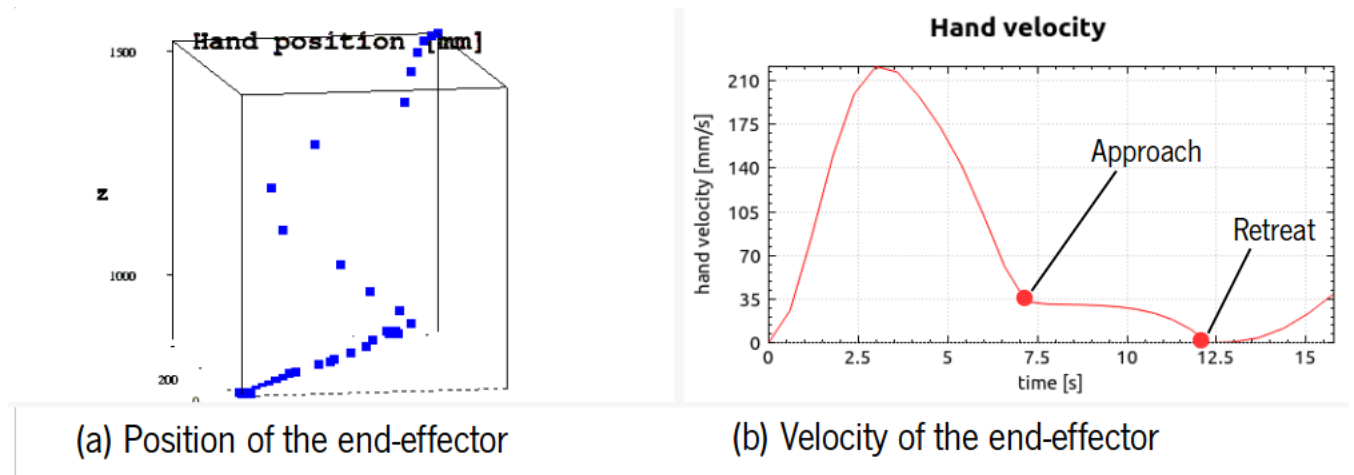 Hand position [mm]
1500
z
1000
200
0
(a) Position of the end-effector
Hand velocity
hand velocity [mm/s]
210
175
140
105
70
35
0
Approach
Retreat
0 2.5 5 7.5 10 12.5 15
time [s]
(b) Velocity of the end-effector